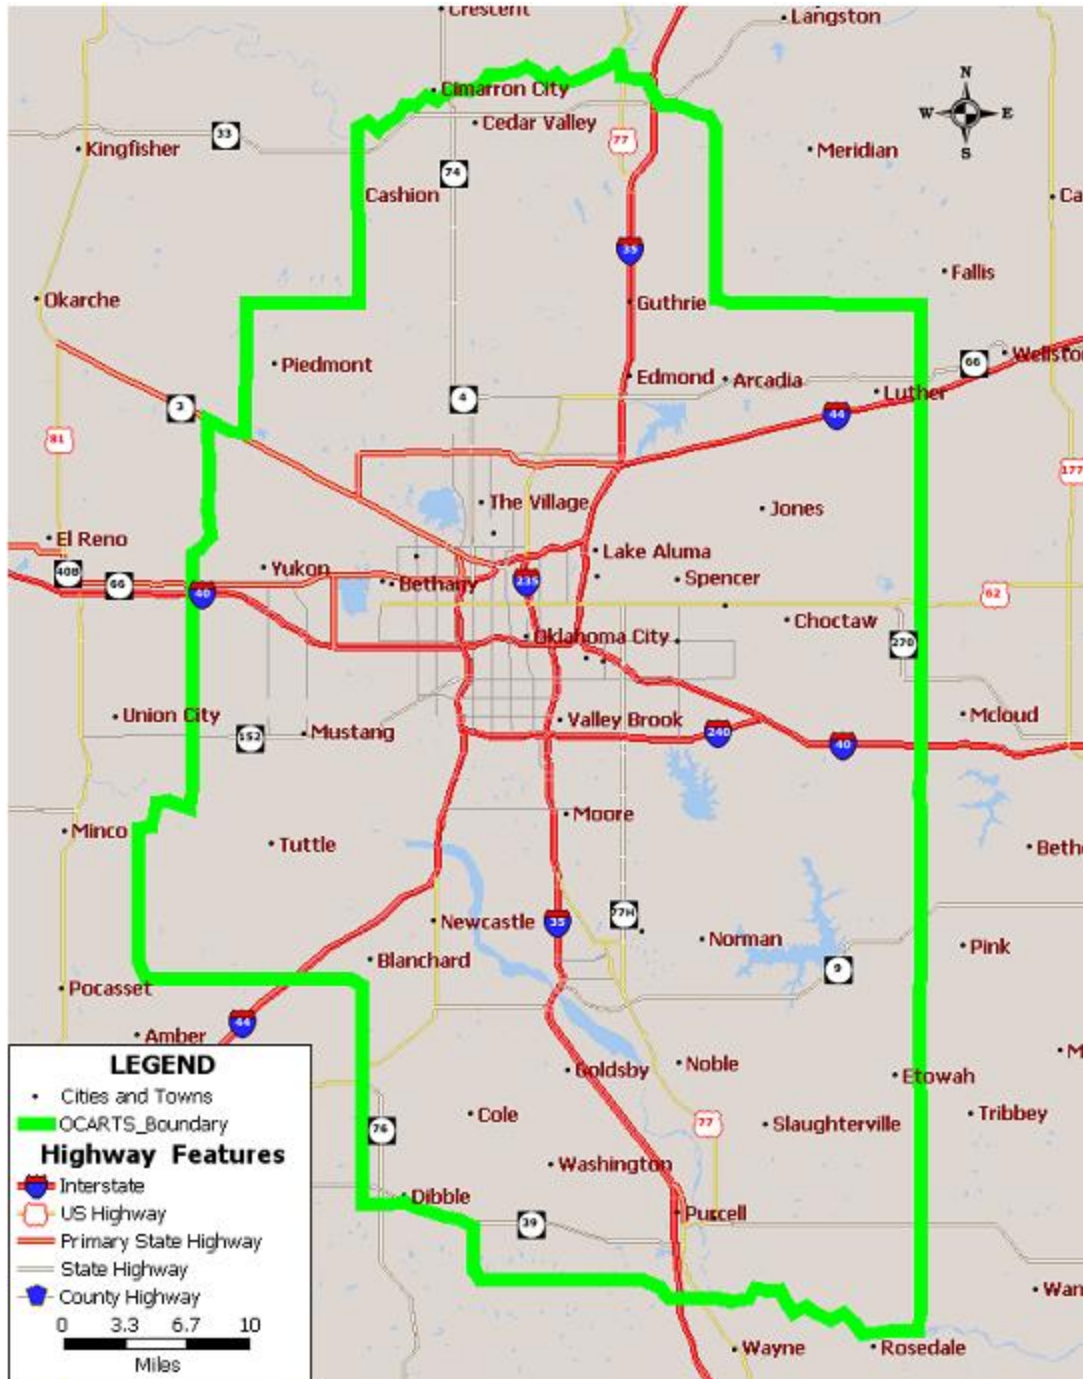 Crescent
Langston
Cimarron City
N
W E
S
Cedar Valley
33
77
Kingfisher
Meridian
74
Cashion
Ca
35
Fallis
Okarche
Guthrie
Wellsto
66
Piedmont
Edmond
Arcadia
Luther
4
3
44
81
177
The Village
Jones
El Reno
Lake Aluma
40B
66
Yukon
Bethany
235
Spencer
40
62
Choctaw
Oklahoma City
270
Union City
Valley Brook
Mcloud
152
Mustang
240
40
Moore
Minco
Tuttle
Beth
77H
Newcastle
35
Norman
Pink
Blanchard
9
Pocasset
44
Amber
M
Goldsby
Noble
Etowah
Cole
Tribbey
76
77
Slaughterville
Washington
Dibble
Purcell
39
Wan
Wayne
Rosedale
LEGEND
Cities and Towns
OCARTS_Boundary
Highway Features
Interstate
US Highway
Primary State Highway
State Highway
County Highway
0 3.3 6.7 10
Miles